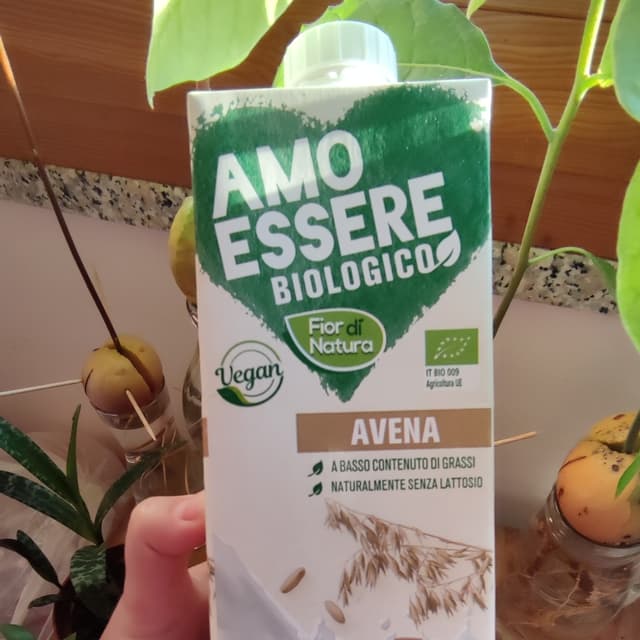 AMO
ESSERE
BIOLOGICO
Fior di
Natura
Vegan
IT BIO 009
Agricoltura UE
AVENA
A BASSO CONTENUTO DI GRASSI
NATURALMENTE SENZA LATTOSIO